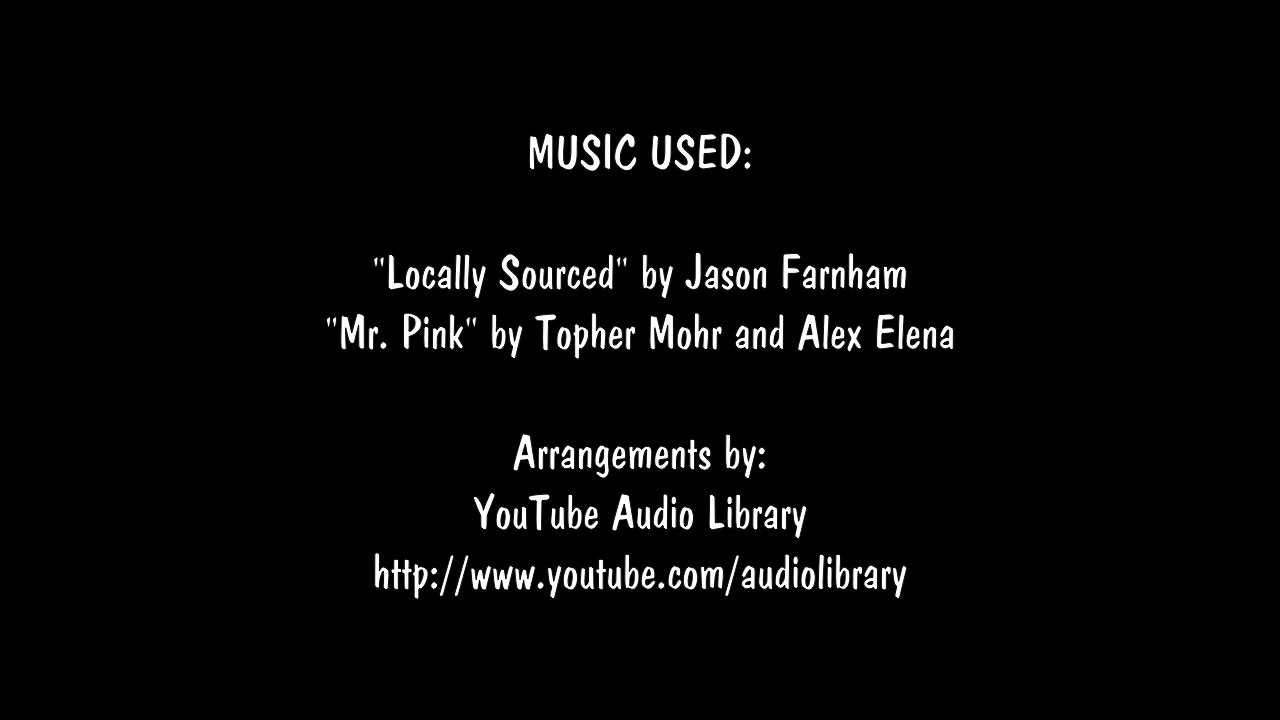 MUSIC USED:
"Locally Sourced" by Jason Farnham
"Mr. Pink" by Topher Mohr and Alex Elena
Arrangements by:
YouTube Audio Library
http://www.youtube.com/audiolibrary